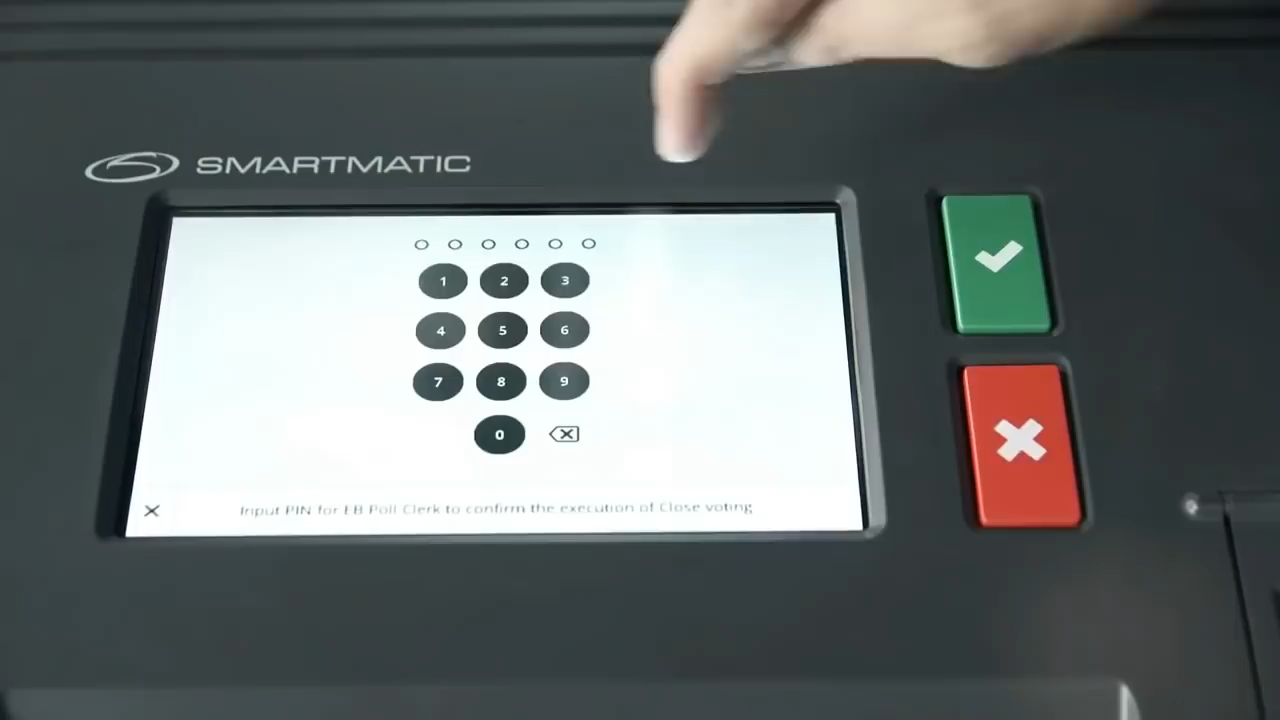 SMARTMATIC
1 2 3
4 5 6
7 8 9
0
Input PIN for EB Poll Clerk to confirm the execution of Close voting